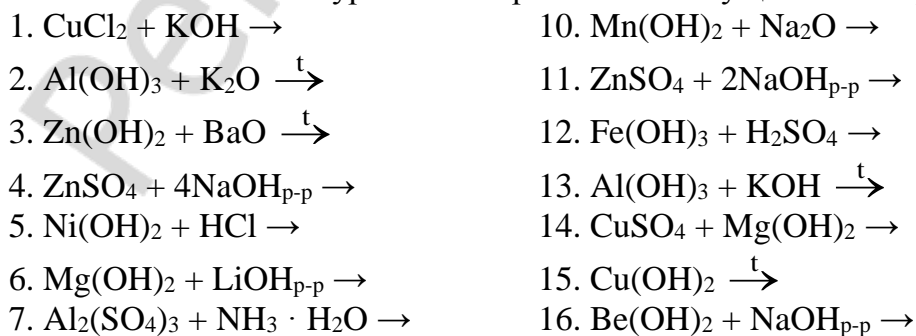 1. CuCl₂ + KOH →
2. Al(OH)₃ + K₂O →ᵗ
3. Zn(OH)₂ + BaO →ᵗ
4. ZnSO₄ + 4NaOHр-р →
5. Ni(OH)₂ + HCl →
6. Mg(OH)₂ + LiOHр-р →
7. Al₂(SO₄)₃ + NH₃ · H₂O →
10. Mn(OH)₂ + Na₂O →
11. ZnSO₄ + 2NaOHр-р →
12. Fe(OH)₃ + H₂SO₄ →
13. Al(OH)₃ + KOH →ᵗ
14. CuSO₄ + Mg(OH)₂ →
15. Cu(OH)₂ →ᵗ
16. Be(OH)₂ + NaOHр-р →